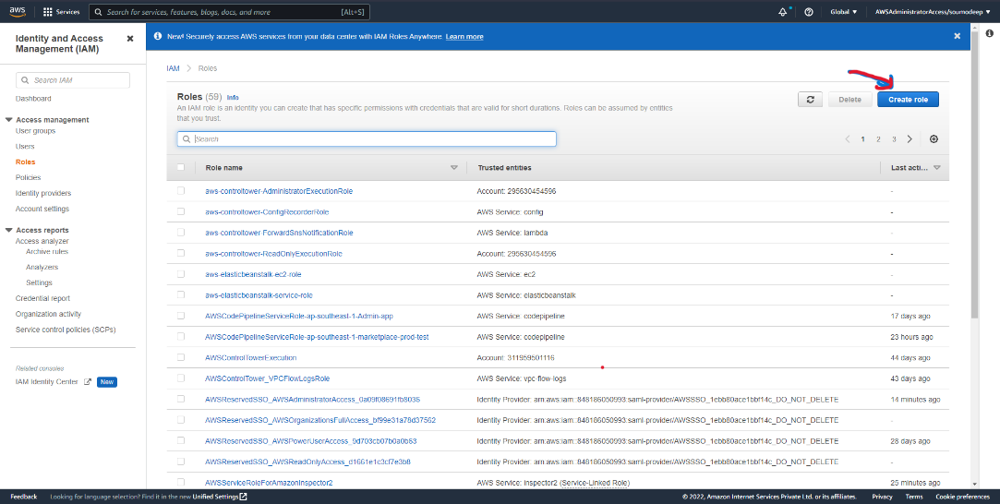 aws
Services
Search for services, features, blogs, docs, and more
[Alt+S]
Global
AWSAdministratorAccess/soumodeep
Identity and Access
Management (IAM)
Search IAM
Dashboard
Access management
User groups
Users
Roles
Policies
Identity providers
Account settings
Access reports
Access analyzer
Archive rules
Analyzers
Settings
Credential report
Organization activity
Service control policies (SCPs)
Related consoles
IAM Identity Center
New
New! Securely access AWS services from your data center with IAM Roles Anywhere. Learn more
IAM > Roles
Roles (59) Info
An IAM role is an identity you can create that has specific permissions with credentials that are valid for short durations. Roles can be assumed by entities
that you trust.
Delete
Create role
Search
1 2 3
Role name Trusted entities Last acti...
aws-controltower-AdministratorExecutionRole Account: 295630454596 -
aws-controltower-ConfigRecorderRole AWS Service: config -
aws-controltower-ForwardSnsNotificationRole AWS Service: lambda -
aws-controltower-ReadOnlyExecutionRole Account: 295630454596 -
aws-elasticbeanstalk-ec2-role AWS Service: ec2 -
aws-elasticbeanstalk-service-role AWS Service: elasticbeanstalk -
AWSCodePipelineServiceRole-ap-southeast-1-Admin-app AWS Service: codepipeline 17 days ago
AWSCodePipelineServiceRole-ap-southeast-1-marketplace-prod-test AWS Service: codepipeline 23 hours ago
AWSControlTowerExecution Account: 311959501116 44 days ago
AWSControlTower_VPCFlowLogsRole AWS Service: vpc-flow-logs 43 days ago
AWSReservedSSO_AWSAdministratorAccess_0a09f08691fb8036 Identity Provider: arn:aws:iam::848186050993:saml-provider/AWSSSO_1ebb80ace1bbf14c_DO_NOT_DELETE 14 minutes ago
AWSReservedSSO_AWSOrganizationsFullAccess_bf99e31a78d37562 Identity Provider: arn:aws:iam::848186050993:saml-provider/AWSSSO_1ebb80ace1bbf14c_DO_NOT_DELETE -
AWSReservedSSO_AWSPowerUserAccess_9d703cb07b0a0b63 Identity Provider: arn:aws:iam::848186050993:saml-provider/AWSSSO_1ebb80ace1bbf14c_DO_NOT_DELETE 28 days ago
AWSReservedSSO_AWSReadOnlyAccess_d1661e1c3cf7e3b8 Identity Provider: arn:aws:iam::848186050993:saml-provider/AWSSSO_1ebb80ace1bbf14c_DO_NOT_DELETE -
AWSServiceRoleForAmazonInspector2 AWS Service: inspector2 (Service-Linked Role) 25 minutes ago
Feedback Looking for language selection? Find it in the new Unified Settings © 2022, Amazon Internet Services Private Ltd. or its affiliates. Privacy Terms Cookie preferences